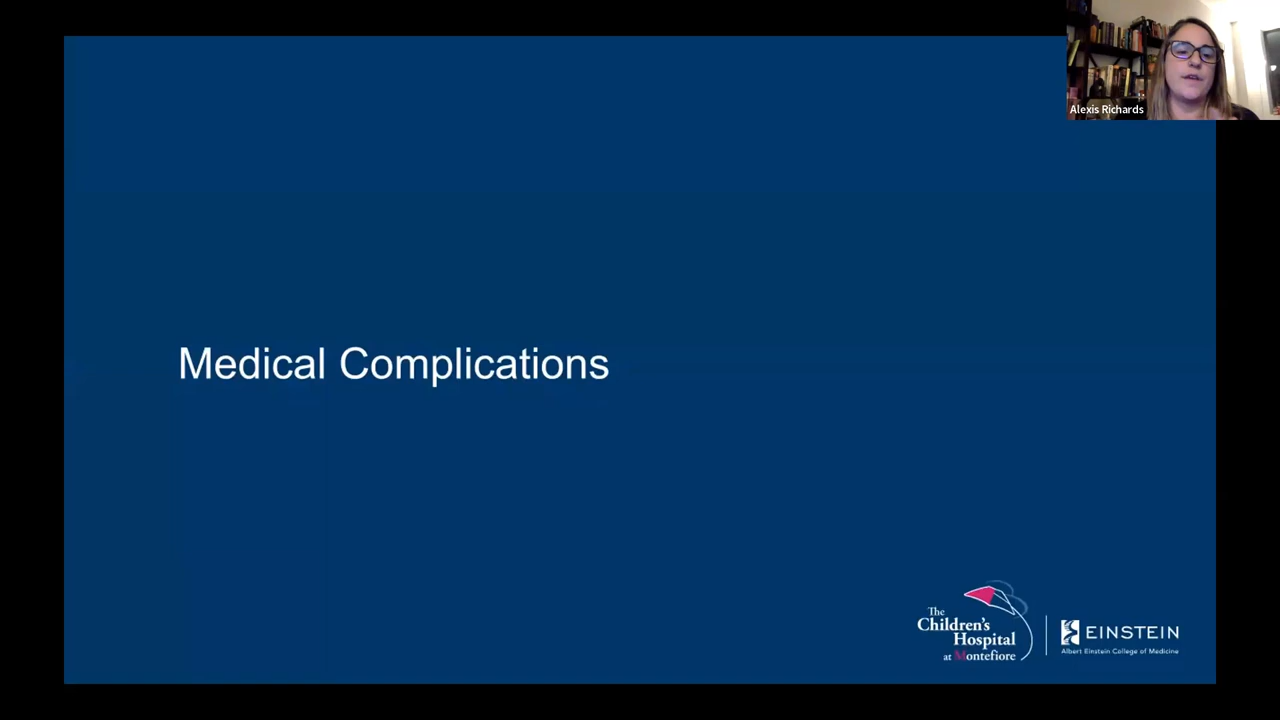 Alexis Richards
Medical Complications
The
Children's
Hospital
at Montefiore
EINSTEIN
Albert Einstein College of Medicine